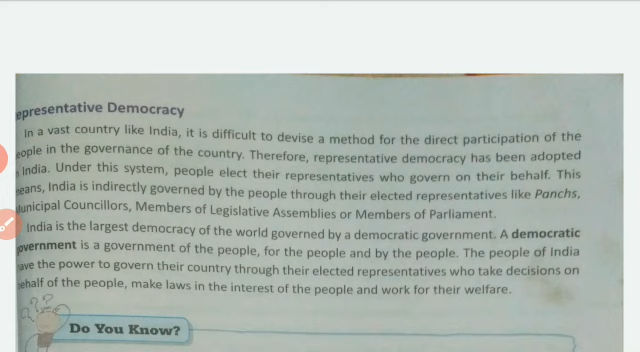 epresentative Democracy
In a vast country like India, it is difficult to devise a method for the direct participation of the
eople in the governance of the country. Therefore, representative democracy has been adopted
India. Under this system, people elect their representatives who govern on their behalf. This
eans, India is indirectly governed by the people through their elected representatives like Panchs,
unicipal Councillors, Members of Legislative Assemblies or Members of Parliament.
India is the largest democracy of the world governed by a democratic government. A democratic
overnment is a government of the people, for the people and by the people. The people of India
ave the power to govern their country through their elected representatives who take decisions on
ehalf of the people, make laws in the interest of the people and work for their welfare.
???
Do You Know?